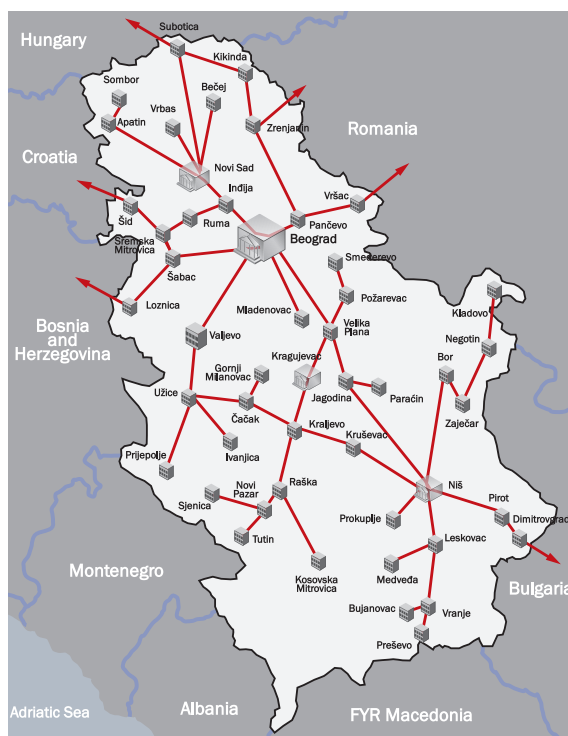 Subotica
Hungary
Kikinda
Sombor
Bečej
Vrbas
Apatin
Zrenjanin
Romania
Croatia
Novi Sad
Inđija
Vršac
Šid
Ruma
Pančevo
Sremska
Mitrovica
Beograd
Smederevo
Šabac
Požarevac
Kladovo
Loznica
Mladenovac
Bosnia
and
Herzegovina
Velika
Plana
Negotin
Valjevo
Kragujevac
Bor
Gornji
Milanovac
Užice
Jagodina
Paraćin
Čačak
Zaječar
Kraljevo
Kruševac
Prijepolje
Ivanjica
Novi
Pazar
Raška
Niš
Sjenica
Pirot
Prokuplje
Dimitrovgrad
Tutin
Leskovac
Montenegro
Kosovska
Mitrovica
Medveđa
Bulgaria
Bujanovac
Vranje
Preševo
Albania
Adriatic Sea
FYR Macedonia